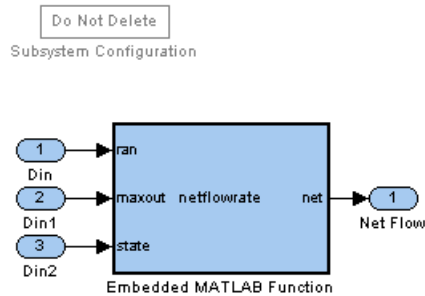 Do Not Delete
Subsystem Configuration
1
ran
Din
2
maxout netflowrate net
1
Din1
Net Flow
3
state
Din2
Embedded MATLAB Function